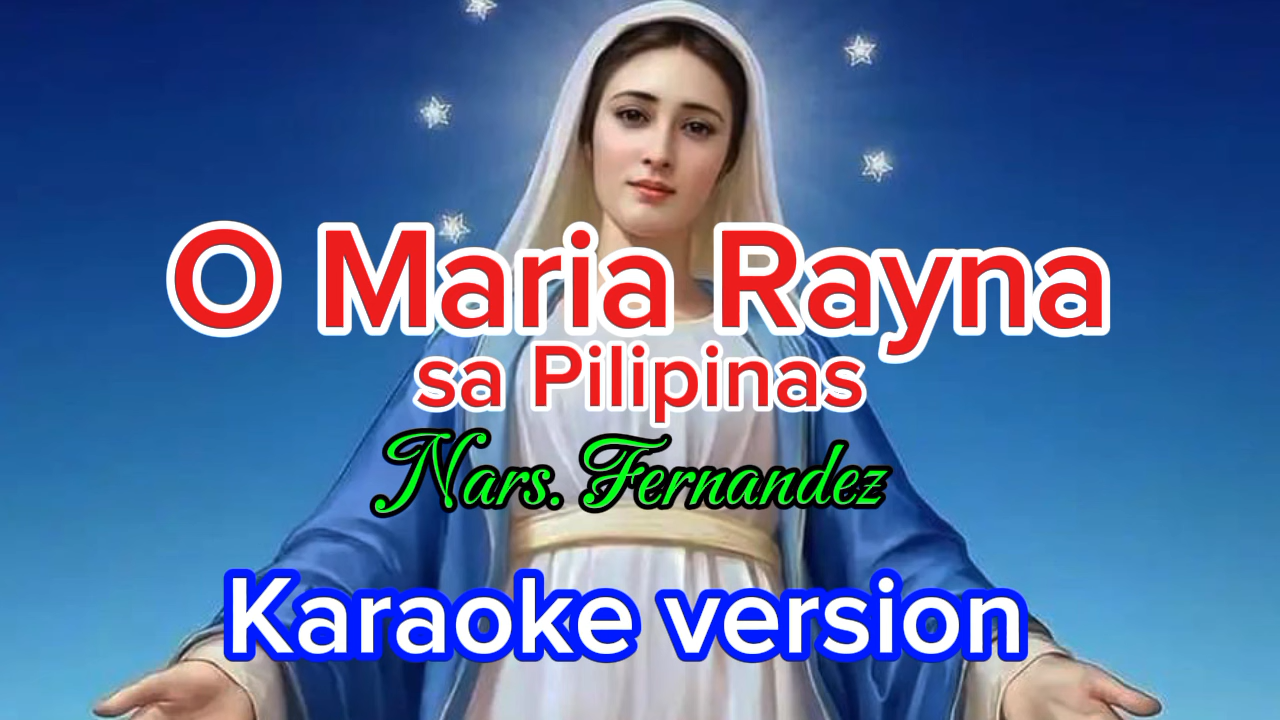 O Maria Rayna
sa Pilipinas
Nars. Fernandez
Karaoke version